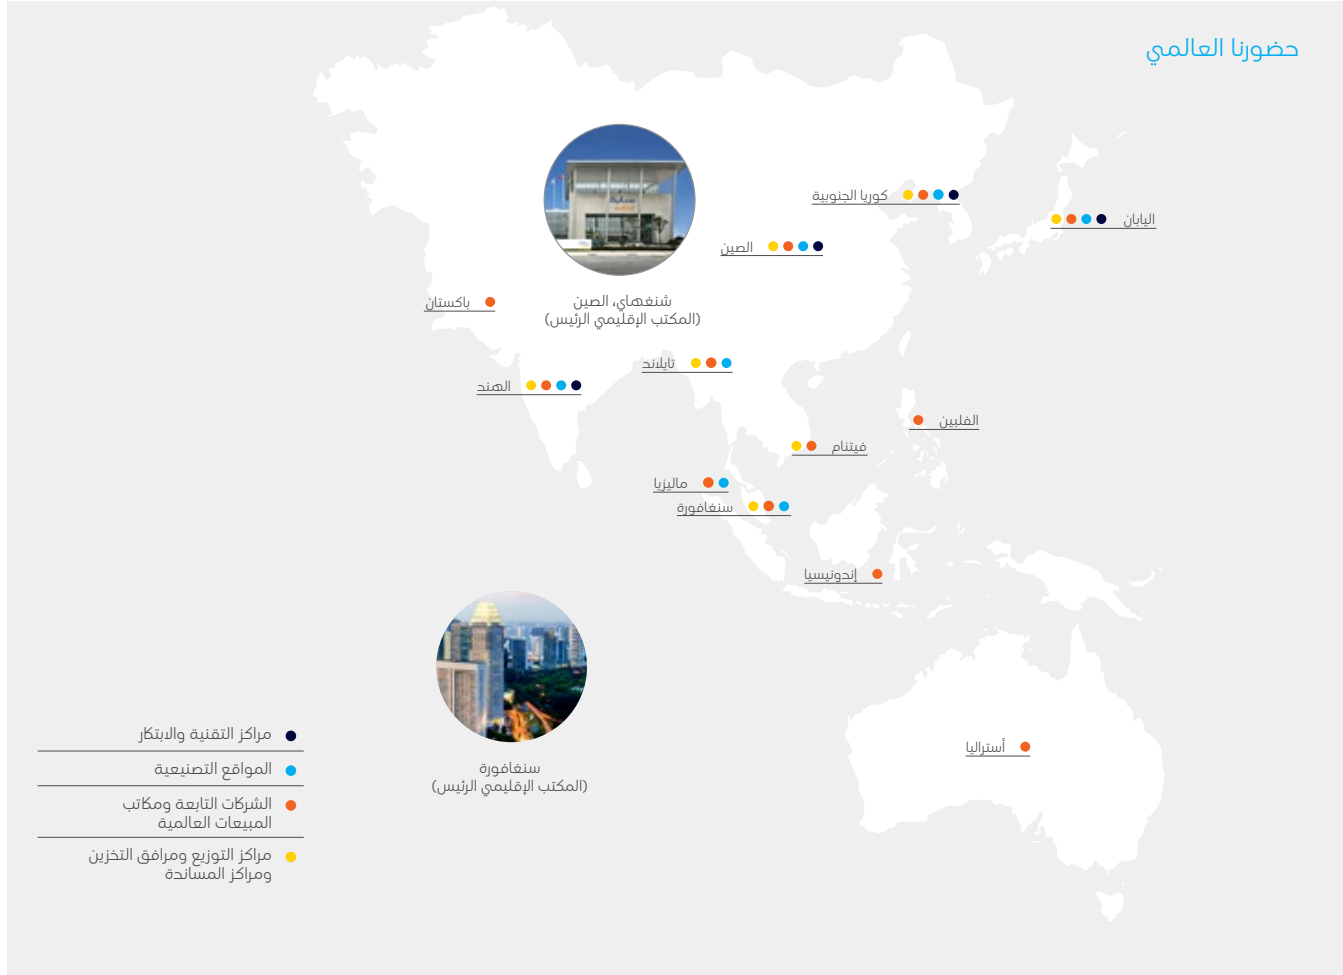 حضورنا العالمي
كوريا الجنوبية
اليابان
الصين
شنغهاي، الصين
(المكتب الإقليمي الرئيس)
باكستان
تايلاند
الهند
الفلبين
فيتنام
ماليزيا
سنغافورة
إندونيسيا
سنغافورة
(المكتب الإقليمي الرئيس)
أستراليا
مراكز التقنية والابتكار
المواقع التصنيعية
الشركات التابعة ومكاتب
المبيعات العالمية
مراكز التوزيع ومرافق التخزين
ومراكز المساندة